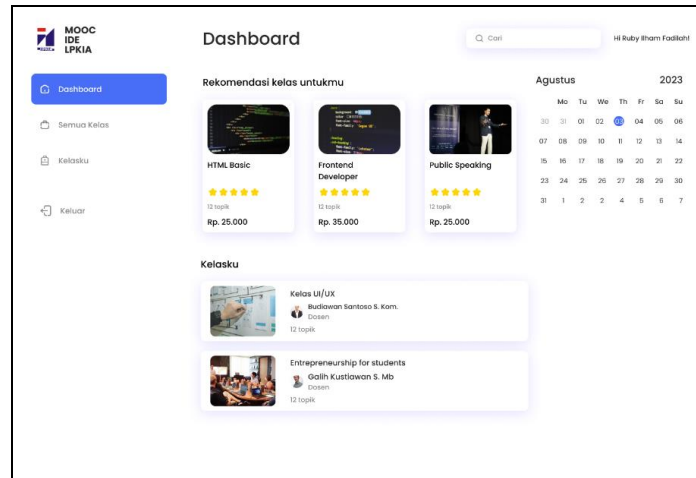 MOOC
IDE
LPKIA
Dashboard
Cari
Hi Ruby Ilham Fadilah!
Dashboard
Semua Kelas
Kelasku
Keluar
Rekomendasi kelas untukmu
HTML Basic
12 topik
Rp. 25.000
Frontend
Developer
12 topik
Rp. 35.000
Public Speaking
12 topik
Rp. 25.000
Agustus 2023
Mo Tu We Th Fr Sa Su
30 31 01 02 03 04 05 06
07 08 09 10 11 12 13 14
15 16 17 18 19 20 21 22
23 24 25 26 27 28 29 30
31 1 2 2 4 5 6 7
Kelasku
Kelas UI/UX
Budiawan Santoso S. Kom.
Dosen
12 topik
Entrepreneurship for students
Galih Kustiawan S. Mb
Dosen
12 topik